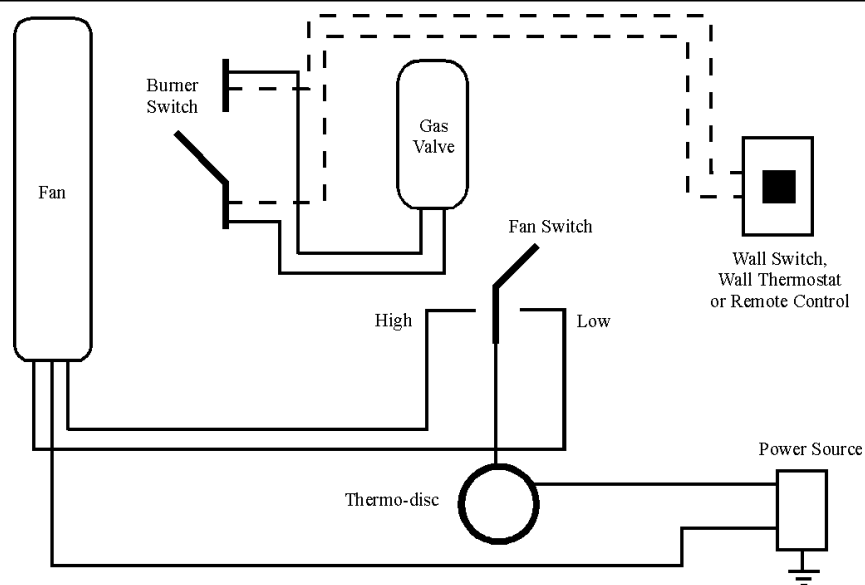 Burner
Switch
Gas
Valve
Fan
Fan Switch
Wall Switch,
Wall Thermostat
or Remote Control
High
Low
Power Source
Thermo-disc